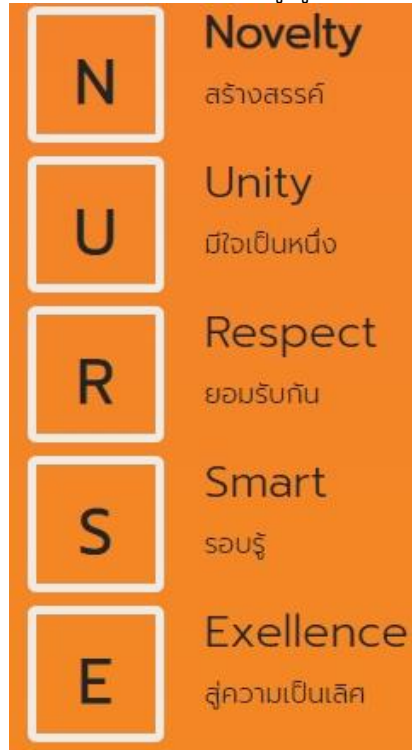 N
Novelty
สร้างสรรค์
U
Unity
มีใจเป็นหนึ่ง
R
Respect
ยอมรับกัน
S
Smart
รอบรู้
E
Exellence
สู่ความเป็นเลิศ